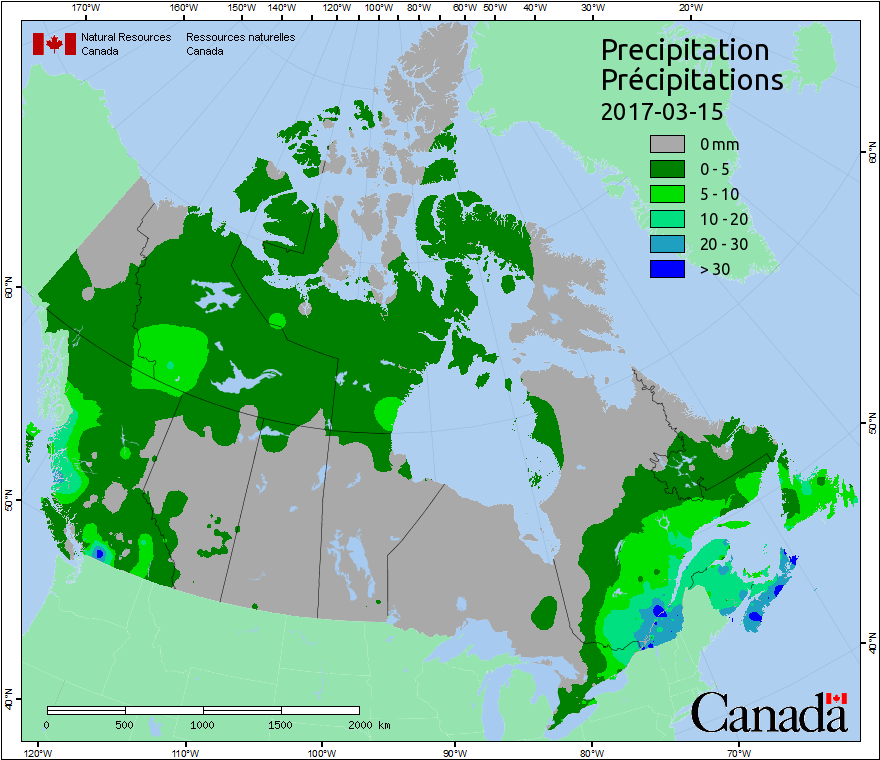 170°W 160°W 150°W 140°W 120°W 100°W 80°W 60°W 50°W 40°W 30°W 20°W
Natural Resources Ressources naturelles
Canada Canada
Precipitation
Précipitations
2017-03-15
0 mm
0 - 5
5 - 10
10 - 20
20 - 30
> 30
60°N
60°N
50°N
50°N
40°N
40°N
0 500 1000 1500 2000 km
Canada
120°W 110°W 100°W 90°W 80°W 70°W